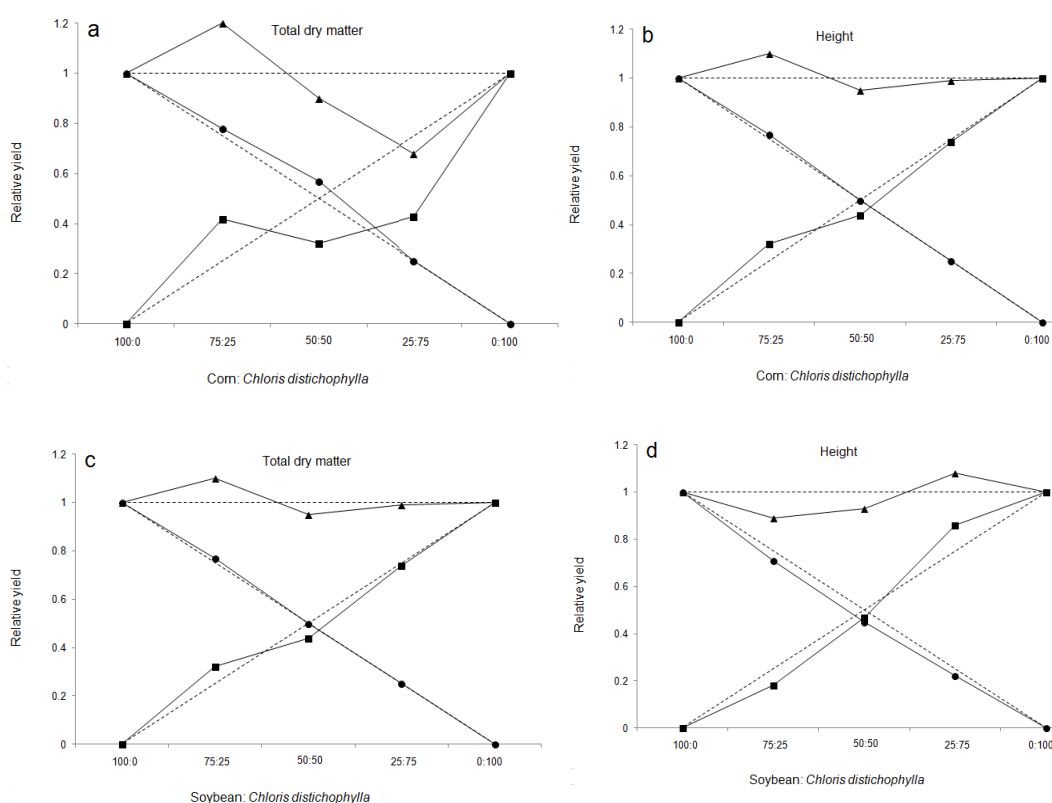 a
Total dry matter
Relative yield
1.2
1
0.8
0.6
0.4
0.2
0
100:0 75:25 50:50 25:75 0:100
Corn: Chloris distichophylla
b
Height
Relative yield
1.2
1
0.8
0.6
0.4
0.2
0
100:0 75:25 50:50 25:75 0:100
Corn: Chloris distichophylla
c
Total dry matter
Relative yield
1.2
1
0.8
0.6
0.4
0.2
0
100:0 75:25 50:50 25:75 0:100
Soybean: Chloris distichophylla
d
Height
Relative yield
1.2
1
0.8
0.6
0.4
0.2
0
100:0 75:25 50:50 25:75 0:100
Soybean: Chloris distichophylla